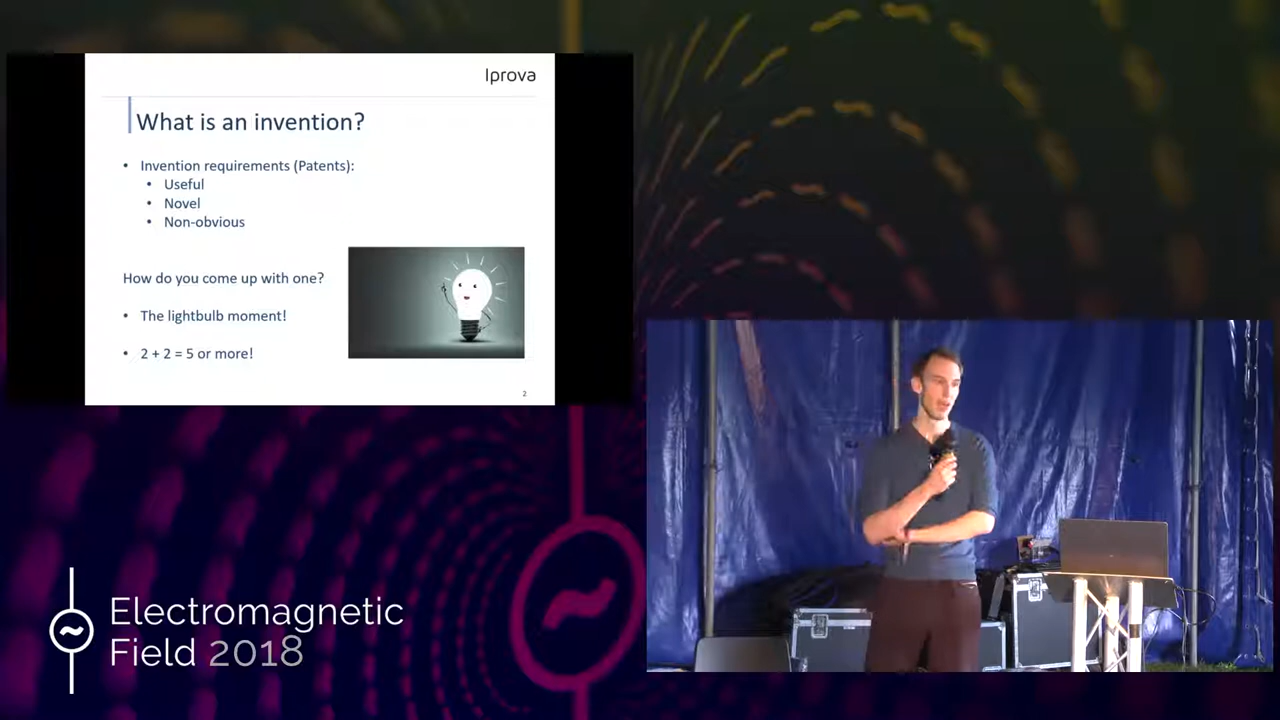 Iprova
What is an invention?
• Invention requirements (Patents):
• Useful
• Novel
• Non-obvious
How do you come up with one?
• The lightbulb moment!
• 2 + 2 = 5 or more!
2
Electromagnetic
Field 2018